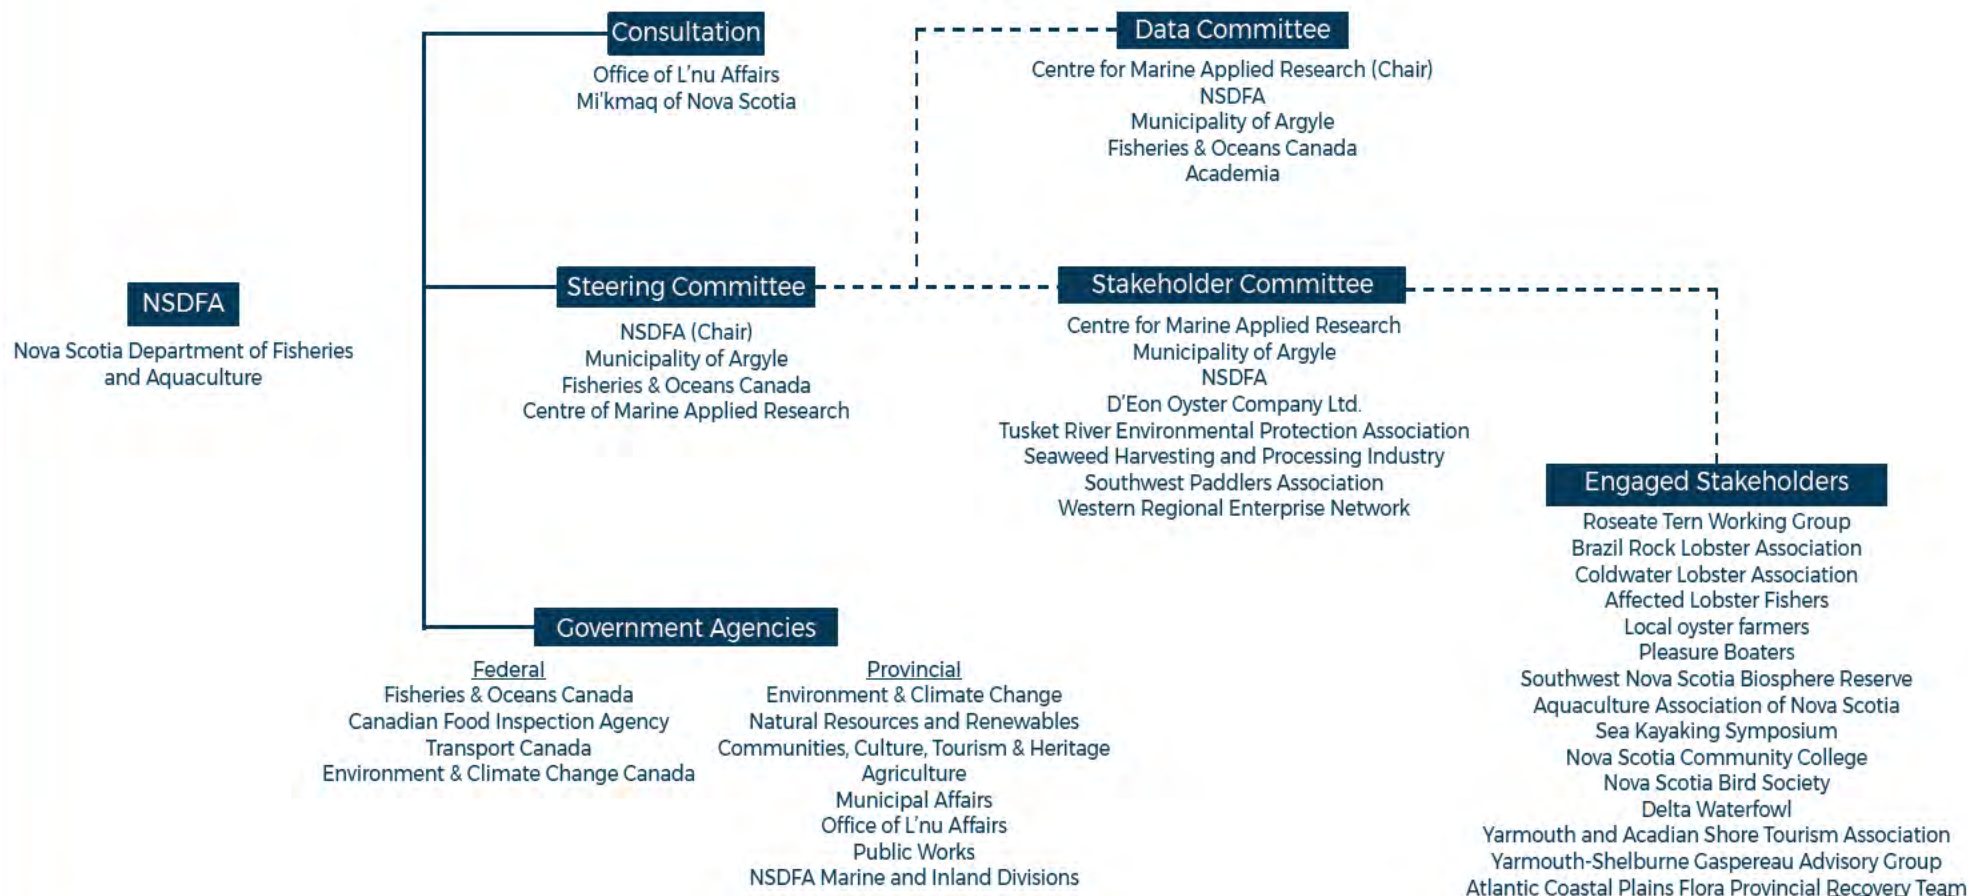 NSDFA
Nova Scotia Department of Fisheries
and Aquaculture
Consultation
Office of L'nu Affairs
Mi'kmaq of Nova Scotia
Steering Committee
NSDFA (Chair)
Municipality of Argyle
Fisheries & Oceans Canada
Centre of Marine Applied Research
Government Agencies
Federal
Fisheries & Oceans Canada
Canadian Food Inspection Agency
Transport Canada
Environment & Climate Change Canada
Provincial
Environment & Climate Change
Natural Resources and Renewables
Communities, Culture, Tourism & Heritage
Agriculture
Municipal Affairs
Office of L'nu Affairs
Public Works
NSDFA Marine and Inland Divisions
Data Committee
Centre for Marine Applied Research (Chair)
NSDFA
Municipality of Argyle
Fisheries & Oceans Canada
Academia
Stakeholder Committee
Centre for Marine Applied Research
Municipality of Argyle
NSDFA
D'Eon Oyster Company Ltd.
Tusket River Environmental Protection Association
Seaweed Harvesting and Processing Industry
Southwest Paddlers Association
Western Regional Enterprise Network
Engaged Stakeholders
Roseate Tern Working Group
Brazil Rock Lobster Association
Coldwater Lobster Association
Affected Lobster Fishers
Local oyster farmers
Pleasure Boaters
Southwest Nova Scotia Biosphere Reserve
Aquaculture Association of Nova Scotia
Sea Kayaking Symposium
Nova Scotia Community College
Nova Scotia Bird Society
Delta Waterfowl
Yarmouth and Acadian Shore Tourism Association
Yarmouth-Shelburne Gaspereau Advisory Group
Atlantic Coastal Plains Flora Provincial Recovery Team